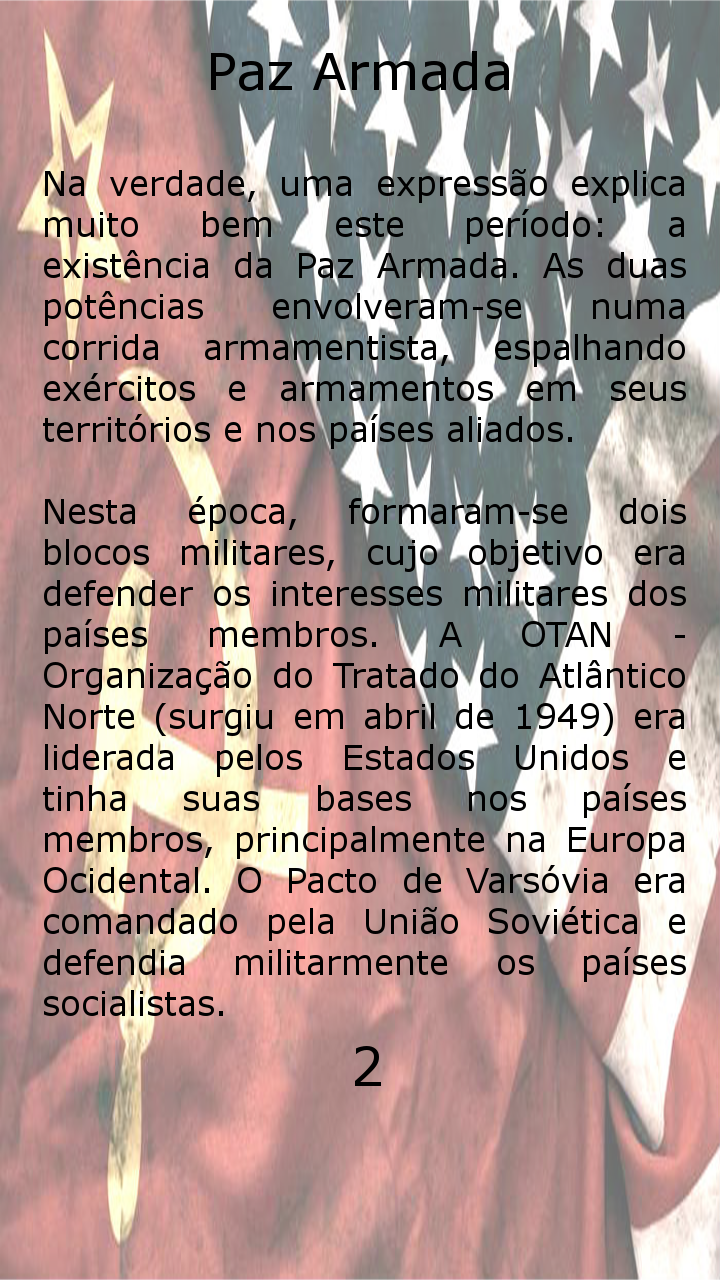 Paz Armada
Na verdade, uma expressão explica
muito bem este período: a
existência da Paz Armada. As duas
potências envolveram-se numa
corrida armamentista, espalhando
exércitos e armamentos em seus
territórios e nos países aliados.
Nesta época, formaram-se dois
blocos militares, cujo objetivo era
defender os interesses militares dos
países membros. A OTAN -
Organização do Tratado do Atlântico
Norte (surgiu em abril de 1949) era
liderada pelos Estados Unidos e
tinha suas bases nos países
membros, principalmente na Europa
Ocidental. O Pacto de Varsóvia era
comandado pela União Soviética e
defendia militarmente os países
socialistas.
2